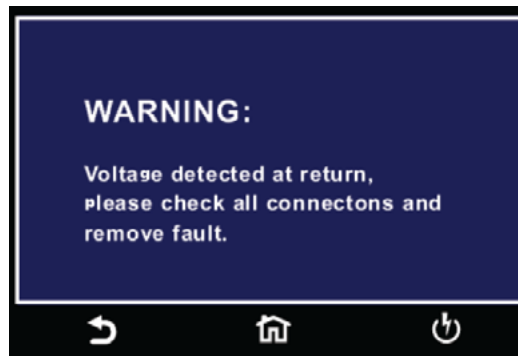 WARNING:
Voltage detected at return,
please check all connectons and
remove fault.